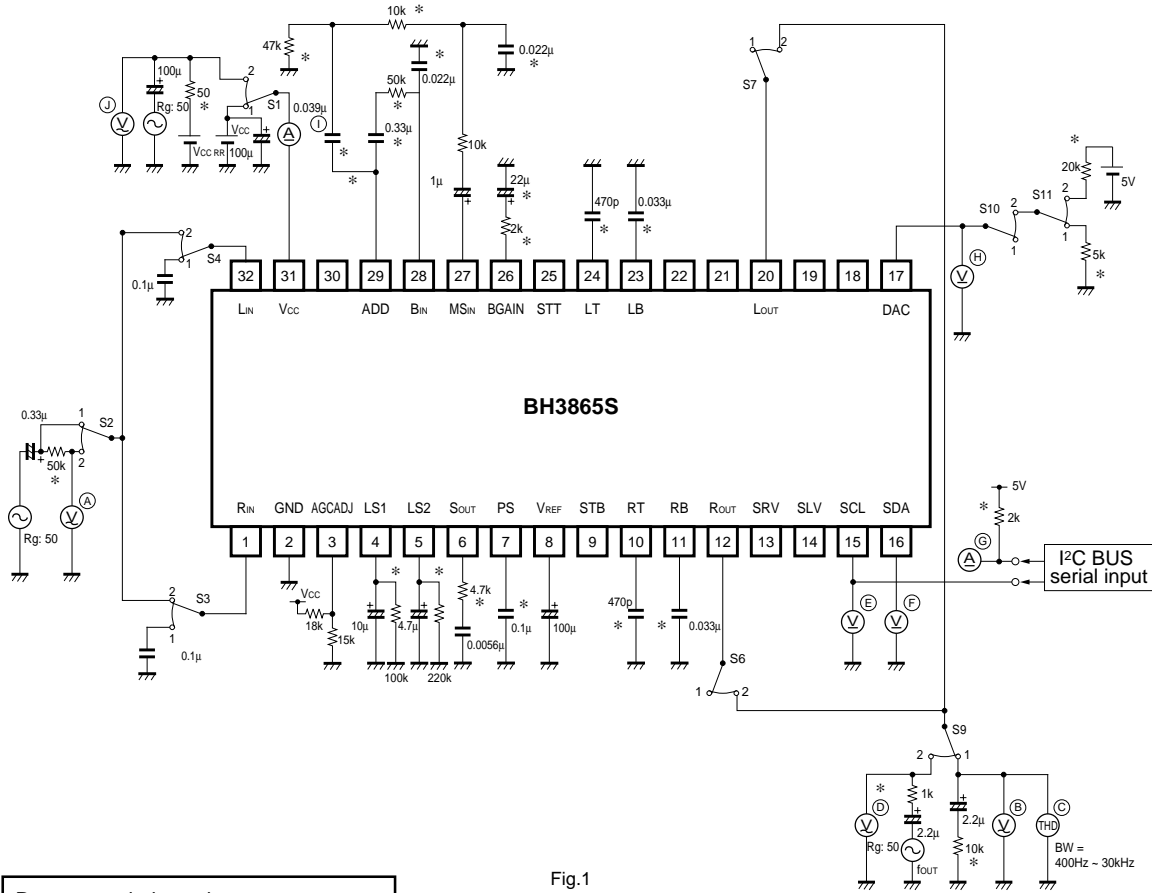 10k
*
47k
*
*
0.022μ
0.022μ
*
100μ
50
*
2
1
S1
0.039μ
50k
*
J
V
Rg: 50
Vcc
A
I
*
0.33μ
*
10k
Vcc RR
100μ
*
1μ
22μ
*
2k
*
470p
0.033μ
1
2
S7
*
20k
5V
S11
2
1
S10
2
1
5k
*
H
V
2
1
S4
0.1μ
32
31
30
29
28
27
26
25
24
23
22
21
20
19
18
17
LIN
Vcc
ADD
BIN
MSIN
BGAIN
STT
LT
LB
LOUT
DAC
BH3865S
0.33μ
1
S2
2
50k
*
A
V
Rg: 50
RIN
GND
AGCADJ
LS1
LS2
SOUT
PS
VREF
STB
RT
RB
ROUT
SRV
SLV
SCL
SDA
1
2
3
4
5
6
7
8
9
10
11
12
13
14
15
16
5V
*
2k
G
A
I²C BUS
serial input
2
S3
1
0.1μ
Vcc
18k
15k
10μ
*
100k
4.7μ
*
220k
4.7k
*
0.0056μ
0.1μ
*
100μ
470p
*
*
0.033μ
E
V
F
V
S6
1
2
S9
2
1
*
D
V
1k
2.2μ
Rg: 50
fOUT
2.2μ
10k
*
B
V
C
THD
BW =
400Hz ~ 30kHz
Fig.1